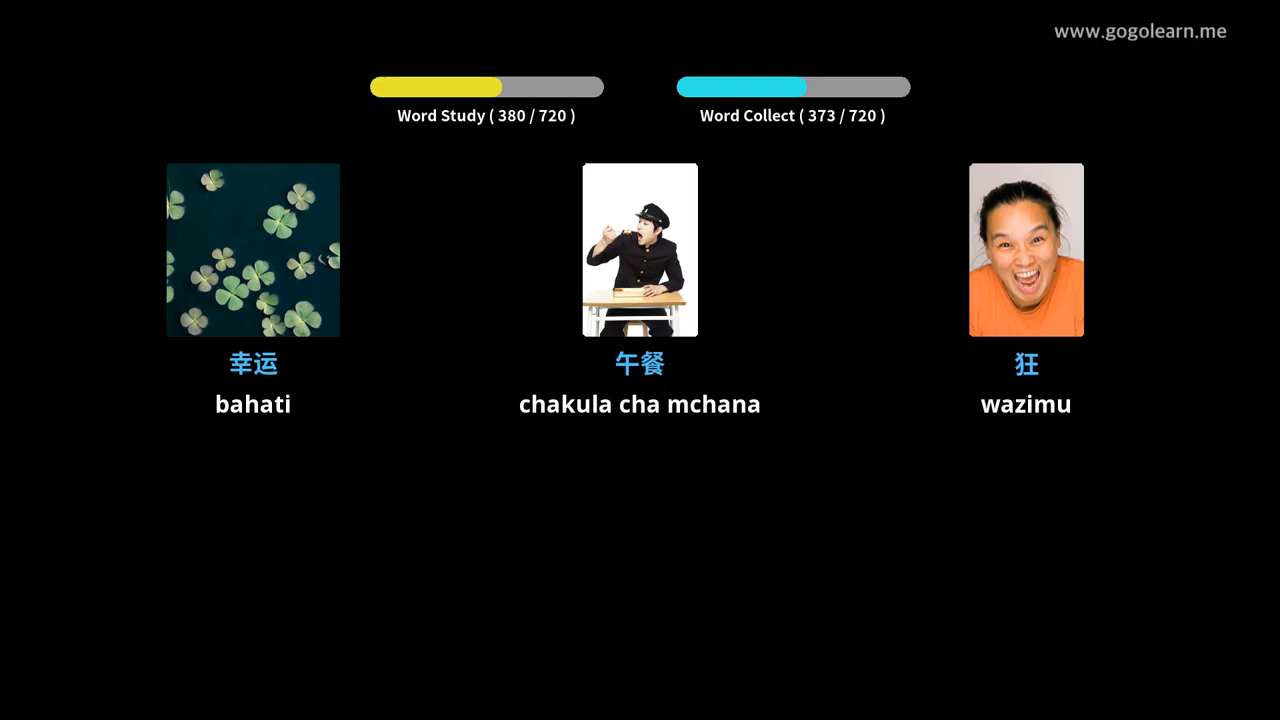 www.gogolearn.me
Word Study ( 380 / 720 )
Word Collect ( 373 / 720 )
幸运
午餐
狂
bahati
chakula cha mchana
wazimu